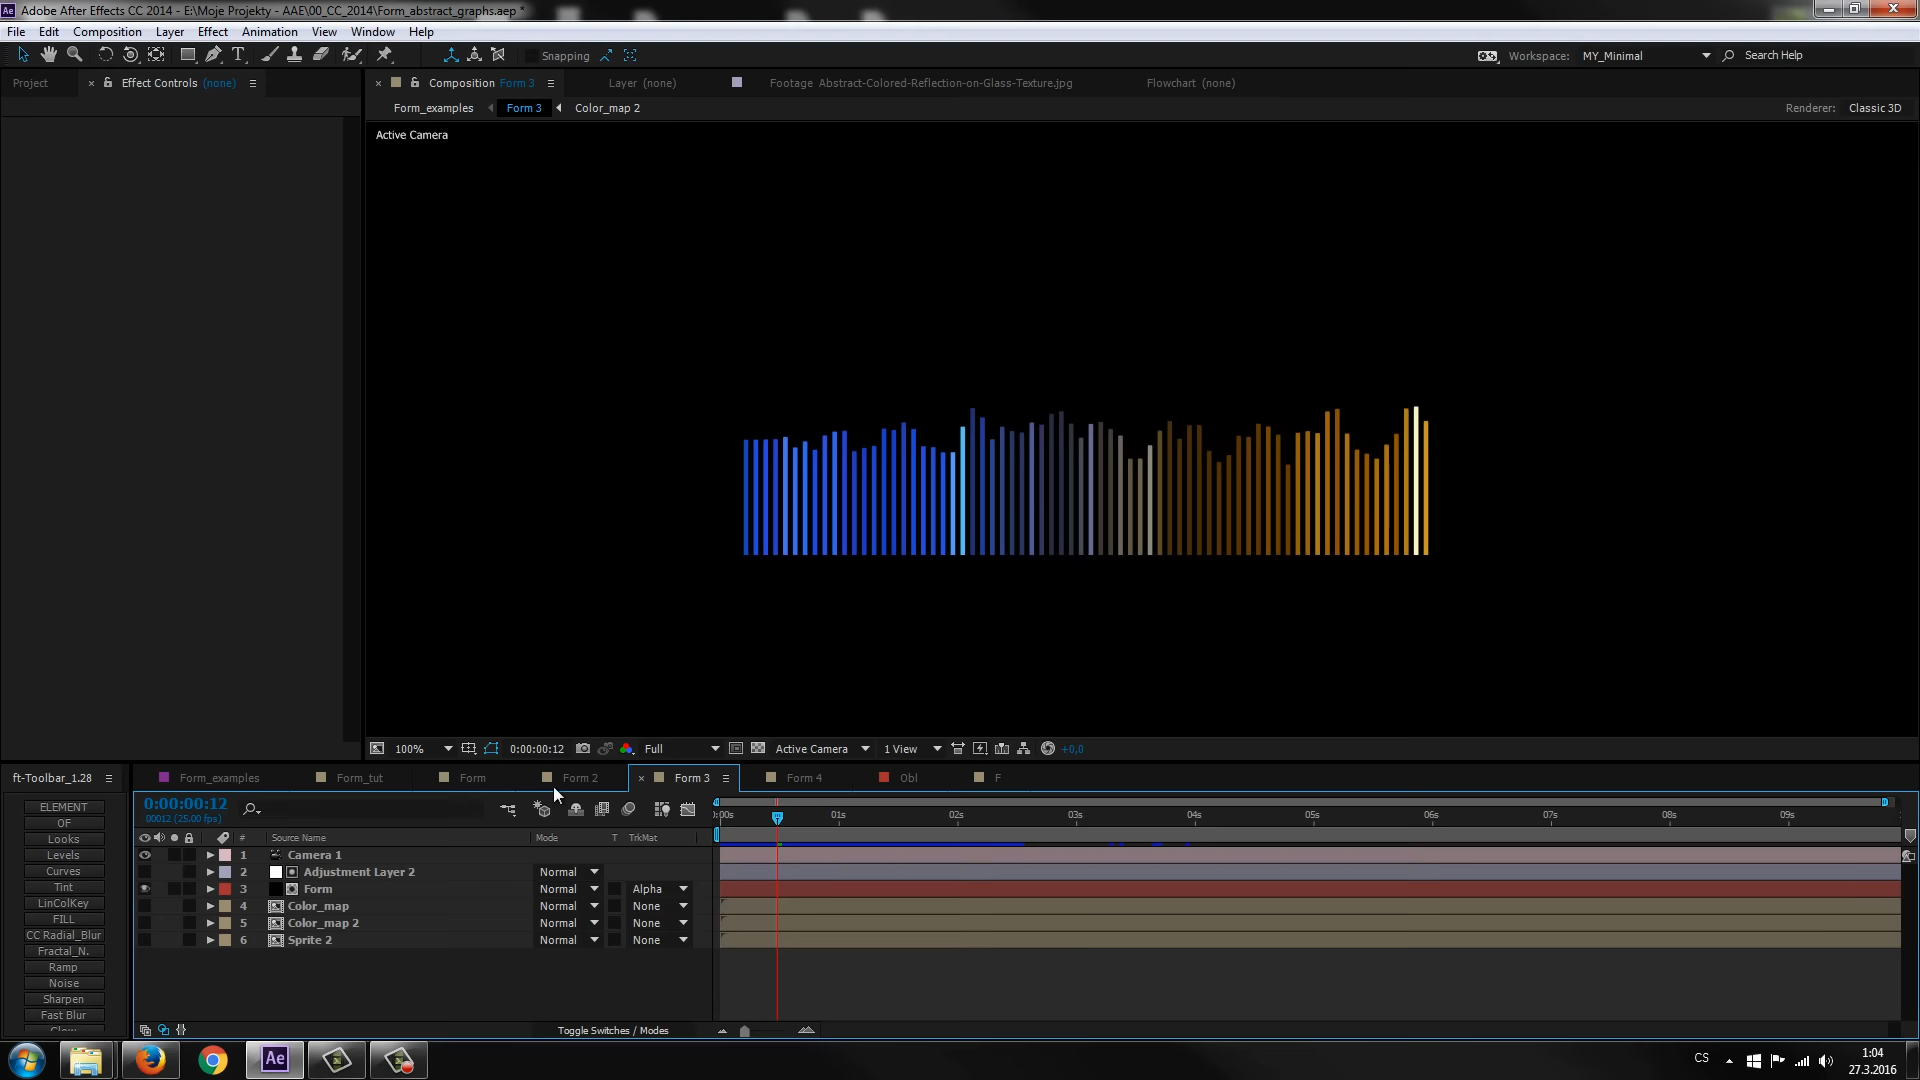 Adobe After Effects CC 2014 - E:\Moje Projekty - AAE\00_CC_2014\Form_abstract_graphs.aep *
File Edit Composition Layer Effect Animation View Window Help
Snapping
Workspace: MY_Minimal
Search Help
Project
Effect Controls (none)
Composition Form 3
Layer (none)
Footage Abstract-Colored-Reflection-on-Glass-Texture.jpg
Flowchart (none)
Form_examples Form 3 Color_map 2
Renderer: Classic 3D
Active Camera
100% 0:00:00:12 Full Active Camera 1 View +0,0
ft-Toolbar_1.28
Form_examples Form_tut Form Form 2 Form 3 Form 4 Obl F
ELEMENT
OF
Looks
Levels
Curves
Tint
LinColKey
FILL
CC Radial_Blur
Fractal_N.
Ramp
Noise
Sharpen
Fast Blur
Glow
0:00:00:12
00012 (25.00 fps)
:00s 01s 02s 03s 04s 05s 06s 07s 08s 09s
# Source Name Mode T TrkMat
1 Camera 1
2 Adjustment Layer 2 Normal
3 Form Normal Alpha
4 Color_map Normal None
5 Color_map 2 Normal None
6 Sprite 2 Normal None
Toggle Switches / Modes
Ae
CS
1:04
27.3.2016